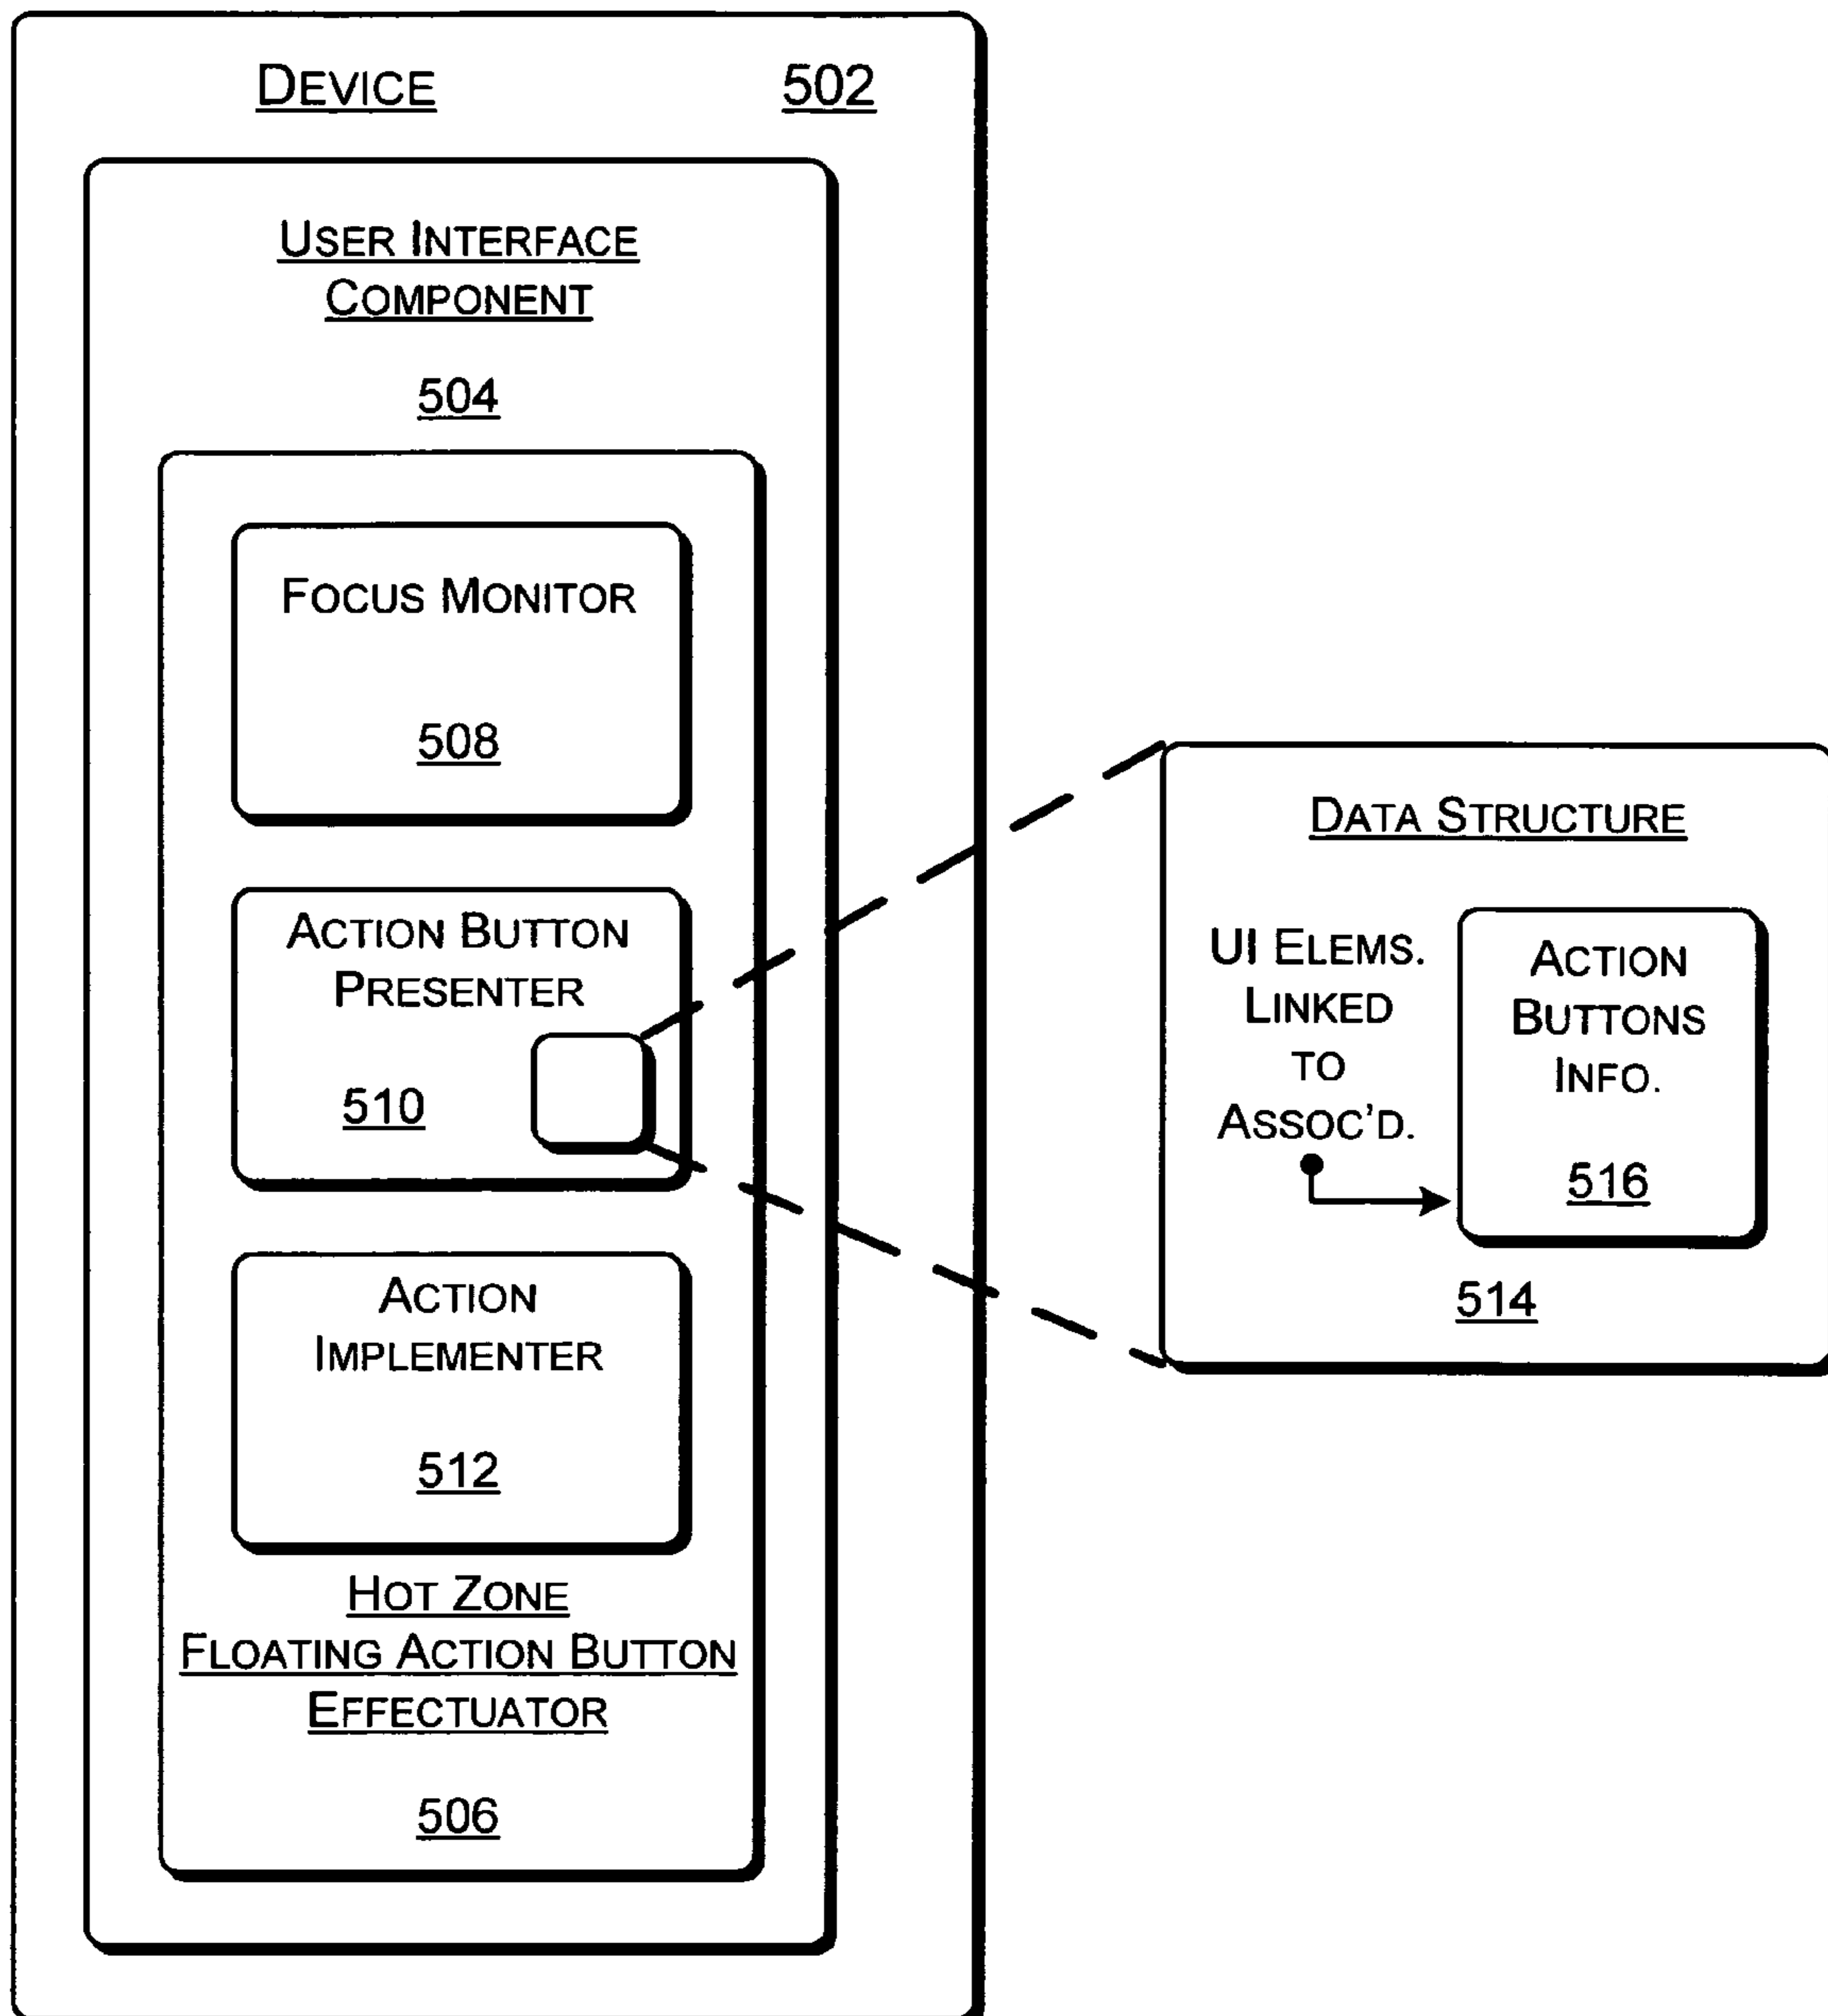 DEVICE 502
USER INTERFACE
COMPONENT
504
FOCUS MONITOR
508
ACTION BUTTON
PRESENTER
510
ACTION
IMPLEMENTER
512
HOT ZONE
FLOATING ACTION BUTTON
EFFECTUATOR
506
DATA STRUCTURE
UI ELEMS.
LINKED
TO
ASSOC'D.
ACTION
BUTTONS
INFO.
516
514